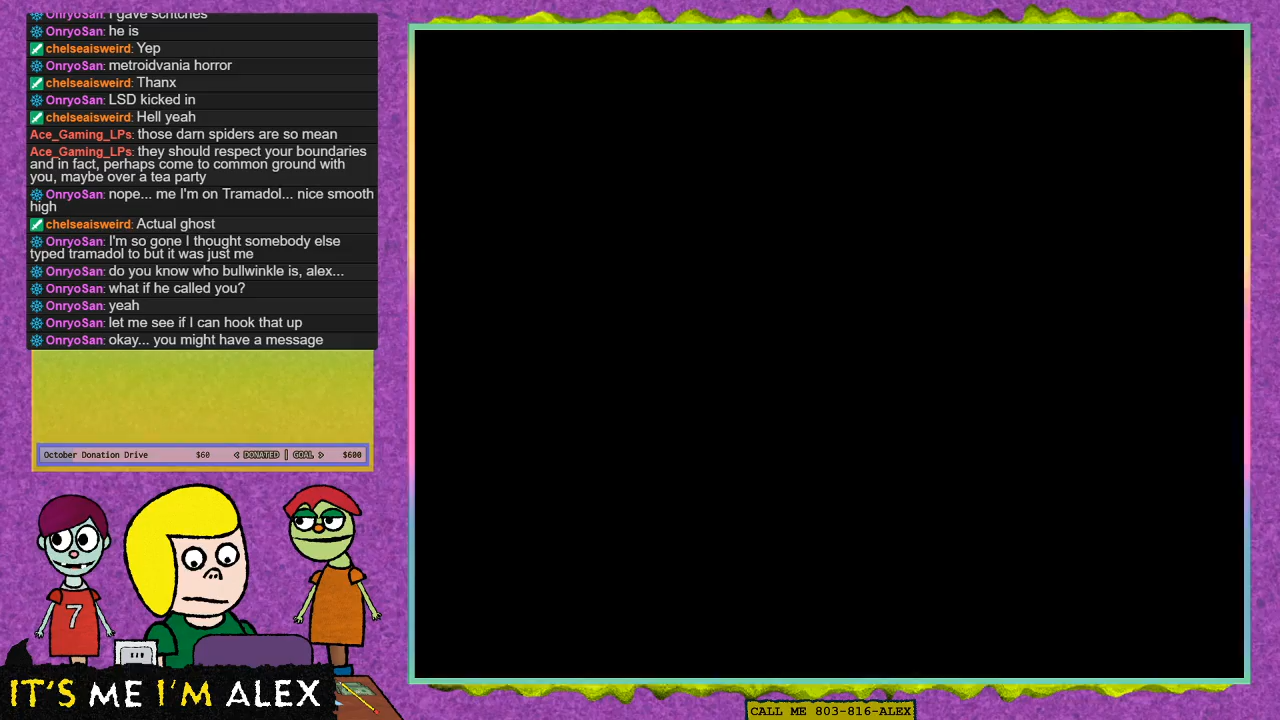 OnryoSan: I gave scritches
OnryoSan: he is
chelseaisweird: Yep
OnryoSan: metroidvania horror
chelseaisweird: Thanx
OnryoSan: LSD kicked in
chelseaisweird: Hell yeah
Ace_Gaming_LPs: those darn spiders are so mean
Ace_Gaming_LPs: they should respect your boundaries
and in fact, perhaps come to common ground with
you, maybe over a tea party
OnryoSan: nope... me I'm on Tramadol... nice smooth
high
chelseaisweird: Actual ghost
OnryoSan: I'm so gone I thought somebody else
typed tramadol to but it was just me
OnryoSan: do you know who bullwinkle is, alex...
OnryoSan: what if he called you?
OnryoSan: yeah
OnryoSan: let me see if I can hook that up
OnryoSan: okay... you might have a message
October Donation Drive $60 < DONATED | GOAL > $600
7
IT'S ME I'M ALEX
CALL ME 803-816-ALEX